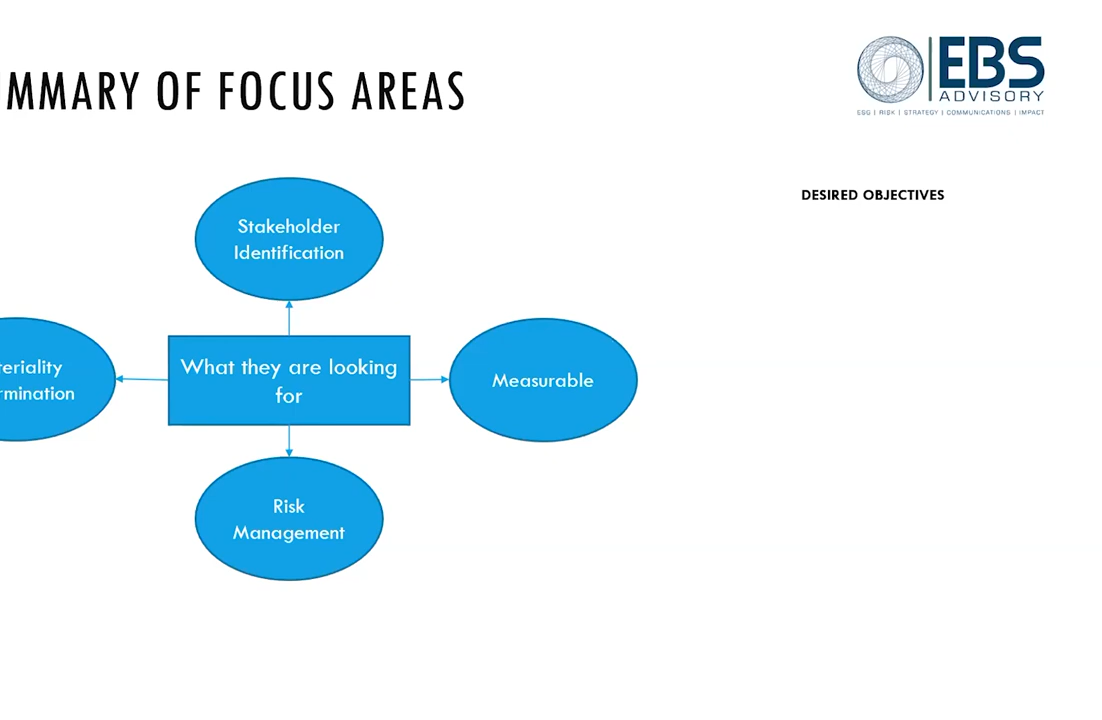 MMARY OF FOCUS AREAS
EBS
ADVISORY
ESG | RISK | STRATEGY | COMMUNICATIONS | IMPACT
DESIRED OBJECTIVES
Stakeholder
Identification
What they are looking
for
teriality
rmination
Measurable
Risk
Management